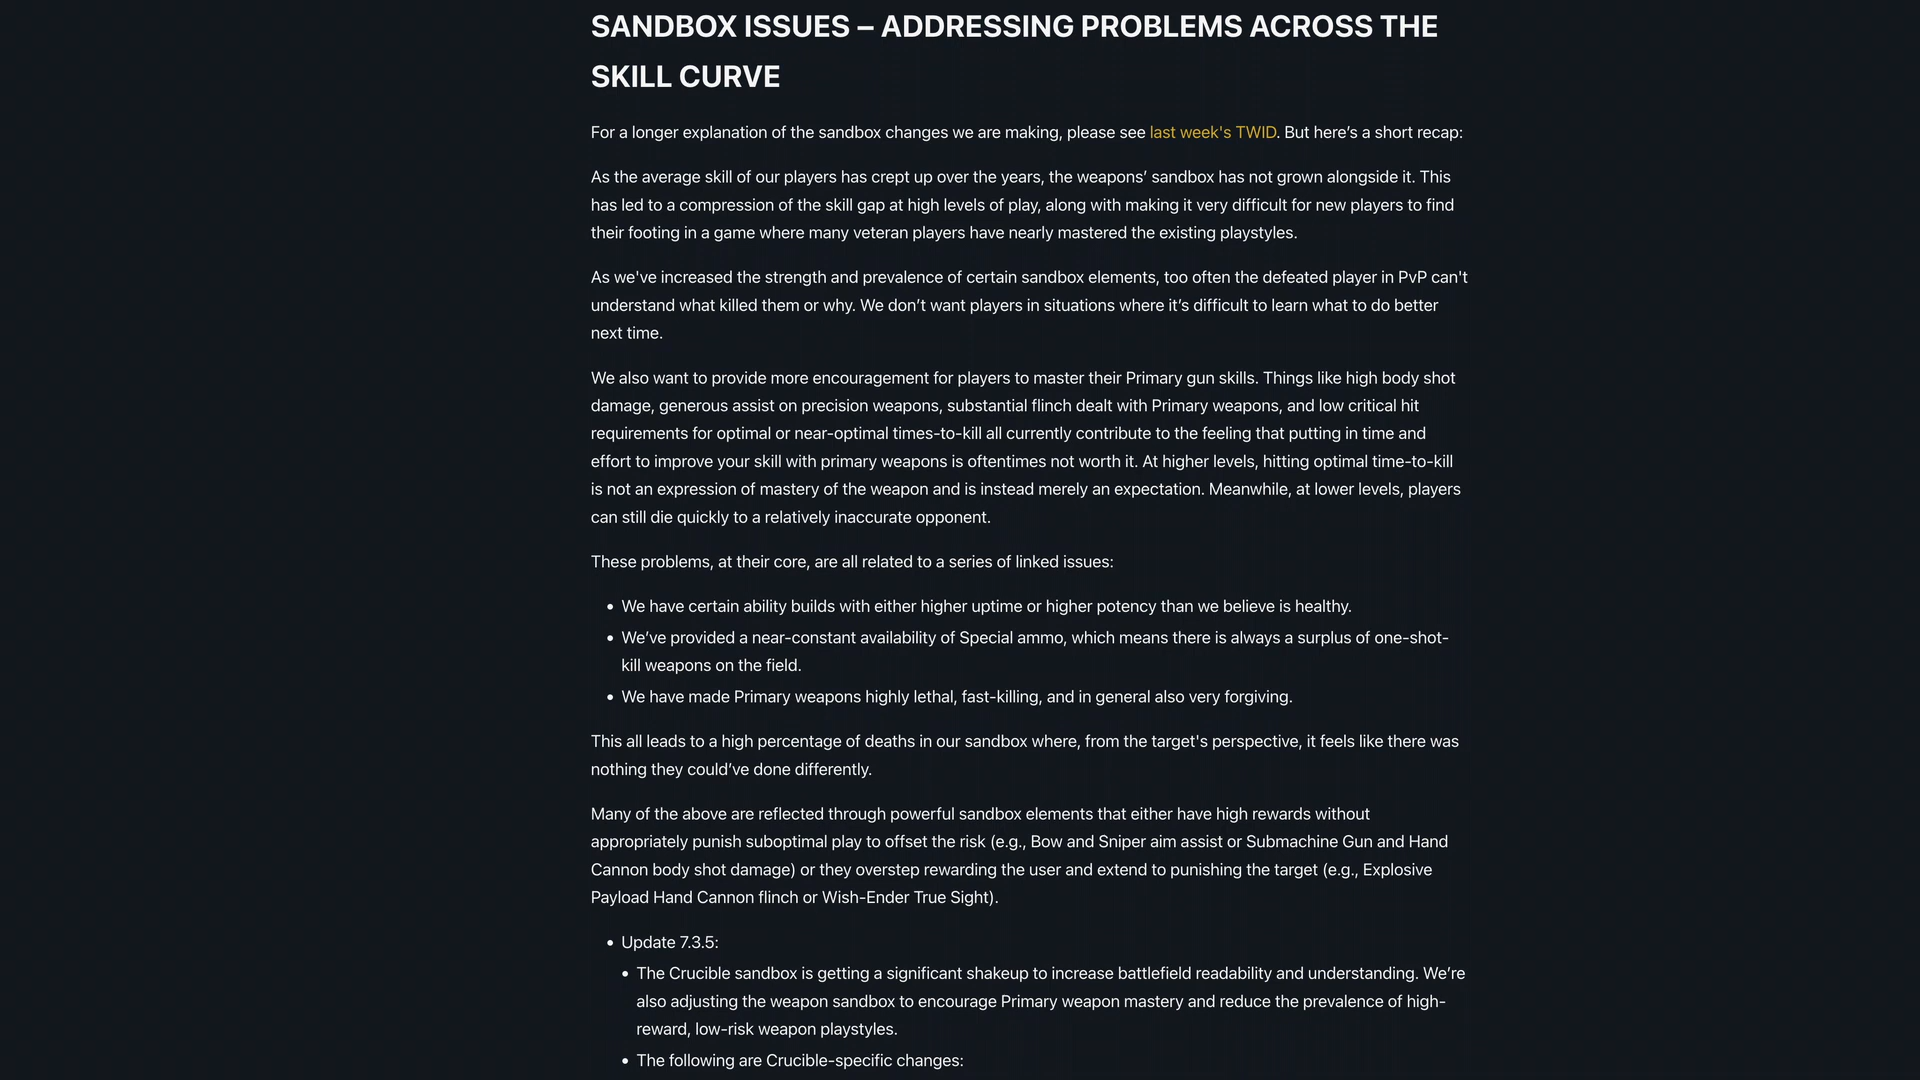 SANDBOX ISSUES – ADDRESSING PROBLEMS ACROSS THE
SKILL CURVE
For a longer explanation of the sandbox changes we are making, please see last week's TWID. But here’s a short recap:
As the average skill of our players has crept up over the years, the weapons’ sandbox has not grown alongside it. This
has led to a compression of the skill gap at high levels of play, along with making it very difficult for new players to find
their footing in a game where many veteran players have nearly mastered the existing playstyles.
As we've increased the strength and prevalence of certain sandbox elements, too often the defeated player in PvP can't
understand what killed them or why. We don’t want players in situations where it’s difficult to learn what to do better
next time.
We also want to provide more encouragement for players to master their Primary gun skills. Things like high body shot
damage, generous assist on precision weapons, substantial flinch dealt with Primary weapons, and low critical hit
requirements for optimal or near-optimal times-to-kill all currently contribute to the feeling that putting in time and
effort to improve your skill with primary weapons is oftentimes not worth it. At higher levels, hitting optimal time-to-kill
is not an expression of mastery of the weapon and is instead merely an expectation. Meanwhile, at lower levels, players
can still die quickly to a relatively inaccurate opponent.
These problems, at their core, are all related to a series of linked issues:
• We have certain ability builds with either higher uptime or higher potency than we believe is healthy.
• We’ve provided a near-constant availability of Special ammo, which means there is always a surplus of one-shot-
kill weapons on the field.
• We have made Primary weapons highly lethal, fast-killing, and in general also very forgiving.
This all leads to a high percentage of deaths in our sandbox where, from the target's perspective, it feels like there was
nothing they could’ve done differently.
Many of the above are reflected through powerful sandbox elements that either have high rewards without
appropriately punish suboptimal play to offset the risk (e.g., Bow and Sniper aim assist or Submachine Gun and Hand
Cannon body shot damage) or they overstep rewarding the user and extend to punishing the target (e.g., Explosive
Payload Hand Cannon flinch or Wish-Ender True Sight).
• Update 7.3.5:
• The Crucible sandbox is getting a significant shakeup to increase battlefield readability and understanding. We’re
also adjusting the weapon sandbox to encourage Primary weapon mastery and reduce the prevalence of high-
reward, low-risk weapon playstyles.
• The following are Crucible-specific changes: